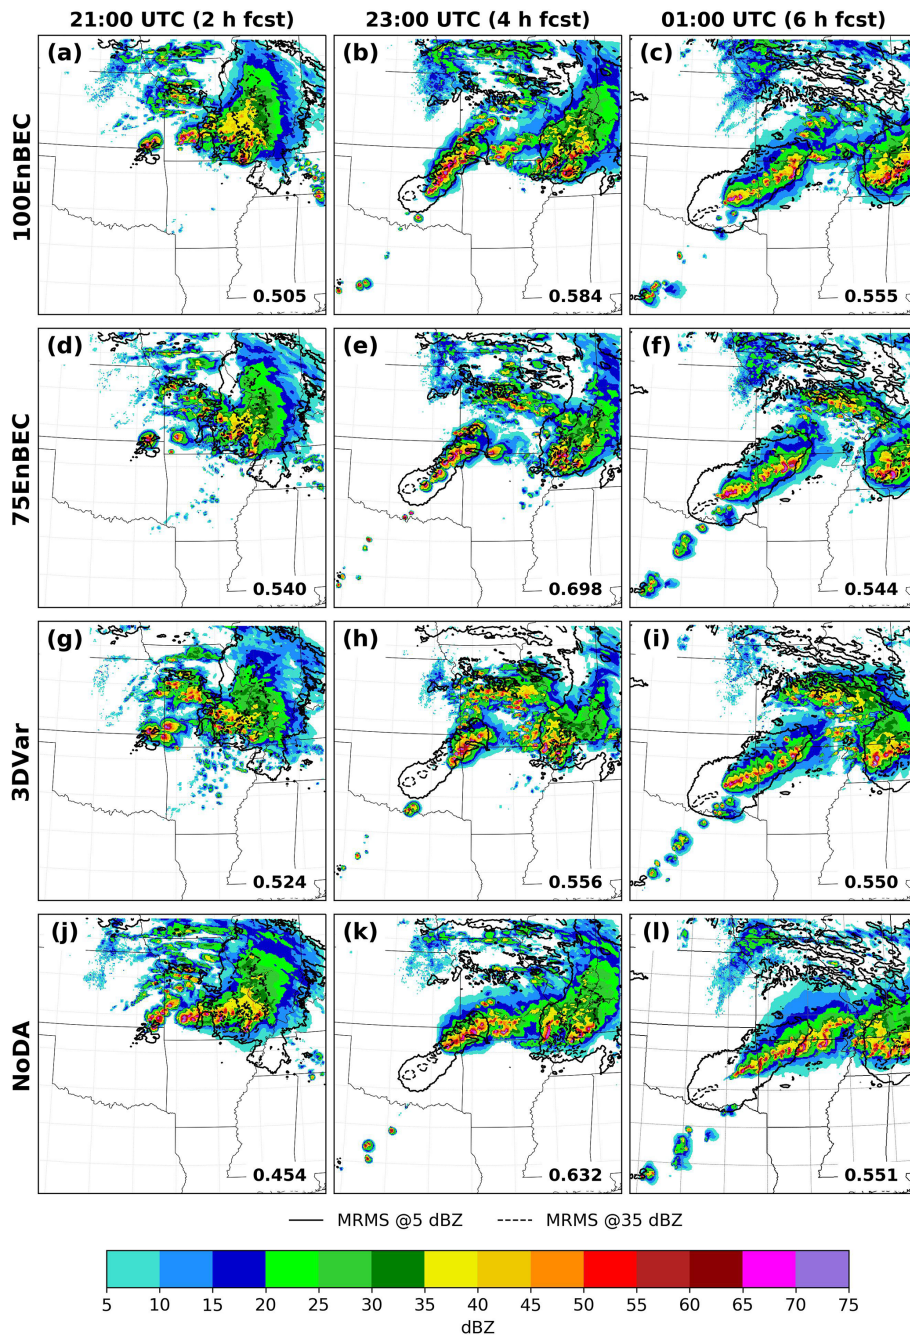 21:00 UTC (2 h fcst) 23:00 UTC (4 h fcst) 01:00 UTC (6 h fcst)
100EnBEC
(a) (b) (c)
0.505 0.584 0.555
75EnBEC
(d) (e) (f)
0.540 0.698 0.544
3DVar
(g) (h) (i)
0.524 0.556 0.550
NoDA
(j) (k) (l)
0.454 0.632 0.551
MRMS @5 dBZ MRMS @35 dBZ
5 10 15 20 25 30 35 40 45 50 55 60 65 70 75
dBZ